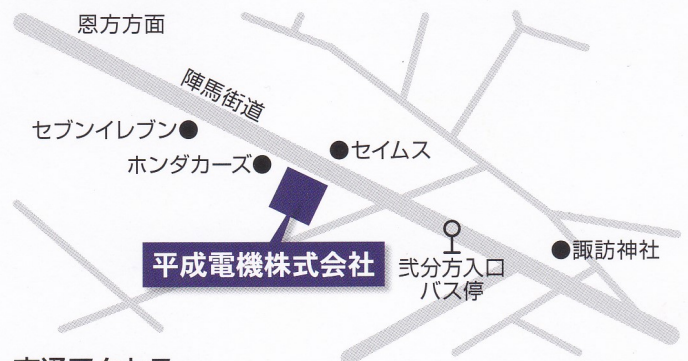 恩方方面
陣馬街道
セブンイレブン
セイムス
ホンダカーズ
平成電機株式会社
弐分方入口
バス停
諏訪神社